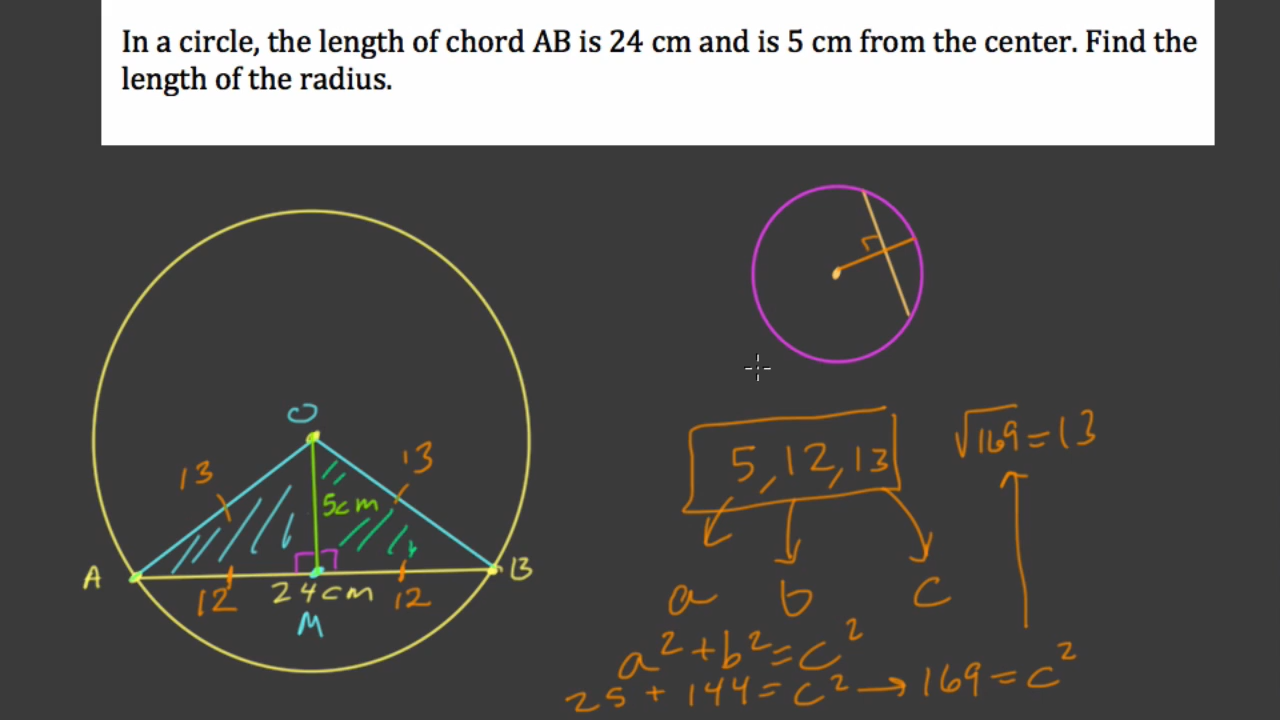 In a circle, the length of chord AB is 24 cm and is 5 cm from the center. Find the
length of the radius.
O
13
13
5cm
A
B
12
24cm
12
M
5,12,13
√169=13
a
b
c
a²+b²=c²
25+144=c²→169=c²